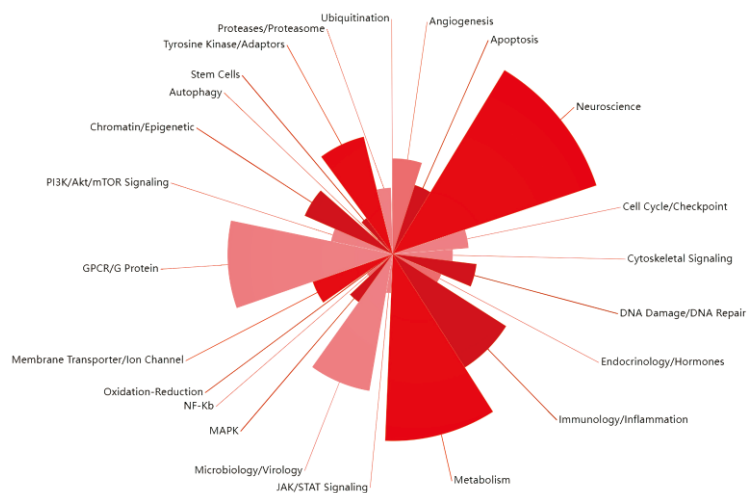 Ubiquitination
Angiogenesis
Proteases/Proteasome
Apoptosis
Tyrosine Kinase/Adaptors
Stem Cells
Autophagy
Neuroscience
Chromatin/Epigenetic
PI3K/Akt/mTOR Signaling
Cell Cycle/Checkpoint
Cytoskeletal Signaling
GPCR/G Protein
DNA Damage/DNA Repair
Membrane Transporter/Ion Channel
Endocrinology/Hormones
Oxidation-Reduction
NF-Kb
Immunology/Inflammation
MAPK
Microbiology/Virology
Metabolism
JAK/STAT Signaling